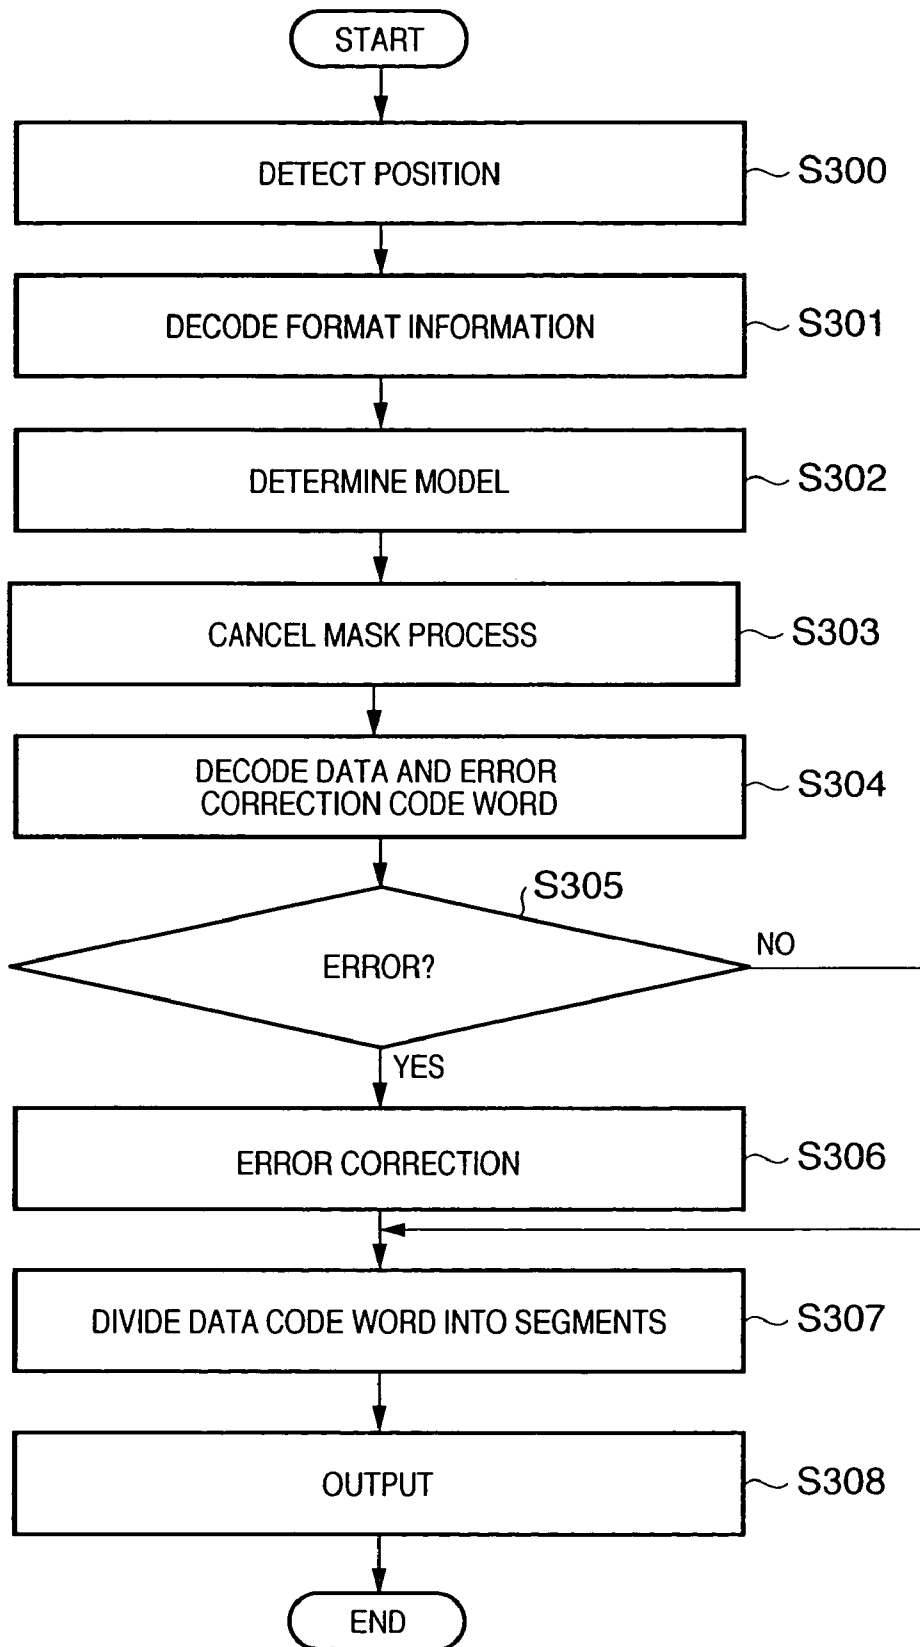 START
DETECT POSITION
S300
DECODE FORMAT INFORMATION
S301
DETERMINE MODEL
S302
CANCEL MASK PROCESS
S303
DECODE DATA AND ERROR
CORRECTION CODE WORD
S304
S305
ERROR?
NO
YES
ERROR CORRECTION
S306
DIVIDE DATA CODE WORD INTO SEGMENTS
S307
OUTPUT
S308
END